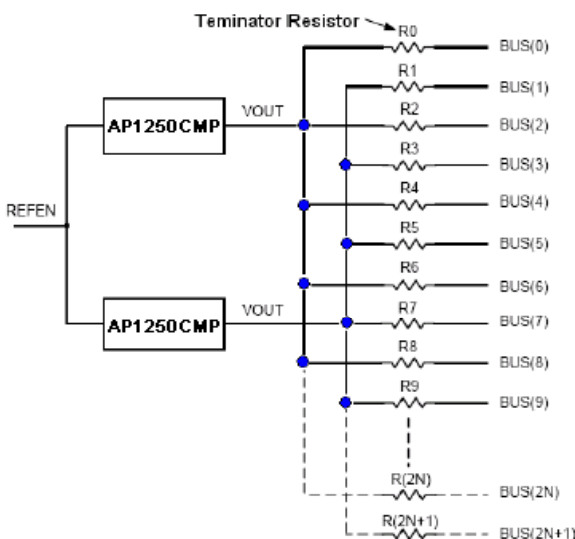 Teminator IResistor
R0 BUS(0)
R1 BUS(1)
AP1250CMP VOUT R2 BUS(2)
R3 BUS(3)
REFEN R4 BUS(4)
R5 BUS(5)
R6 BUS(6)
AP1250CMP VOUT R7 BUS(7)
R8 BUS(8)
R9 BUS(9)
R(2N) BUS(2N)
R(2N+1) BUS(2N+1)